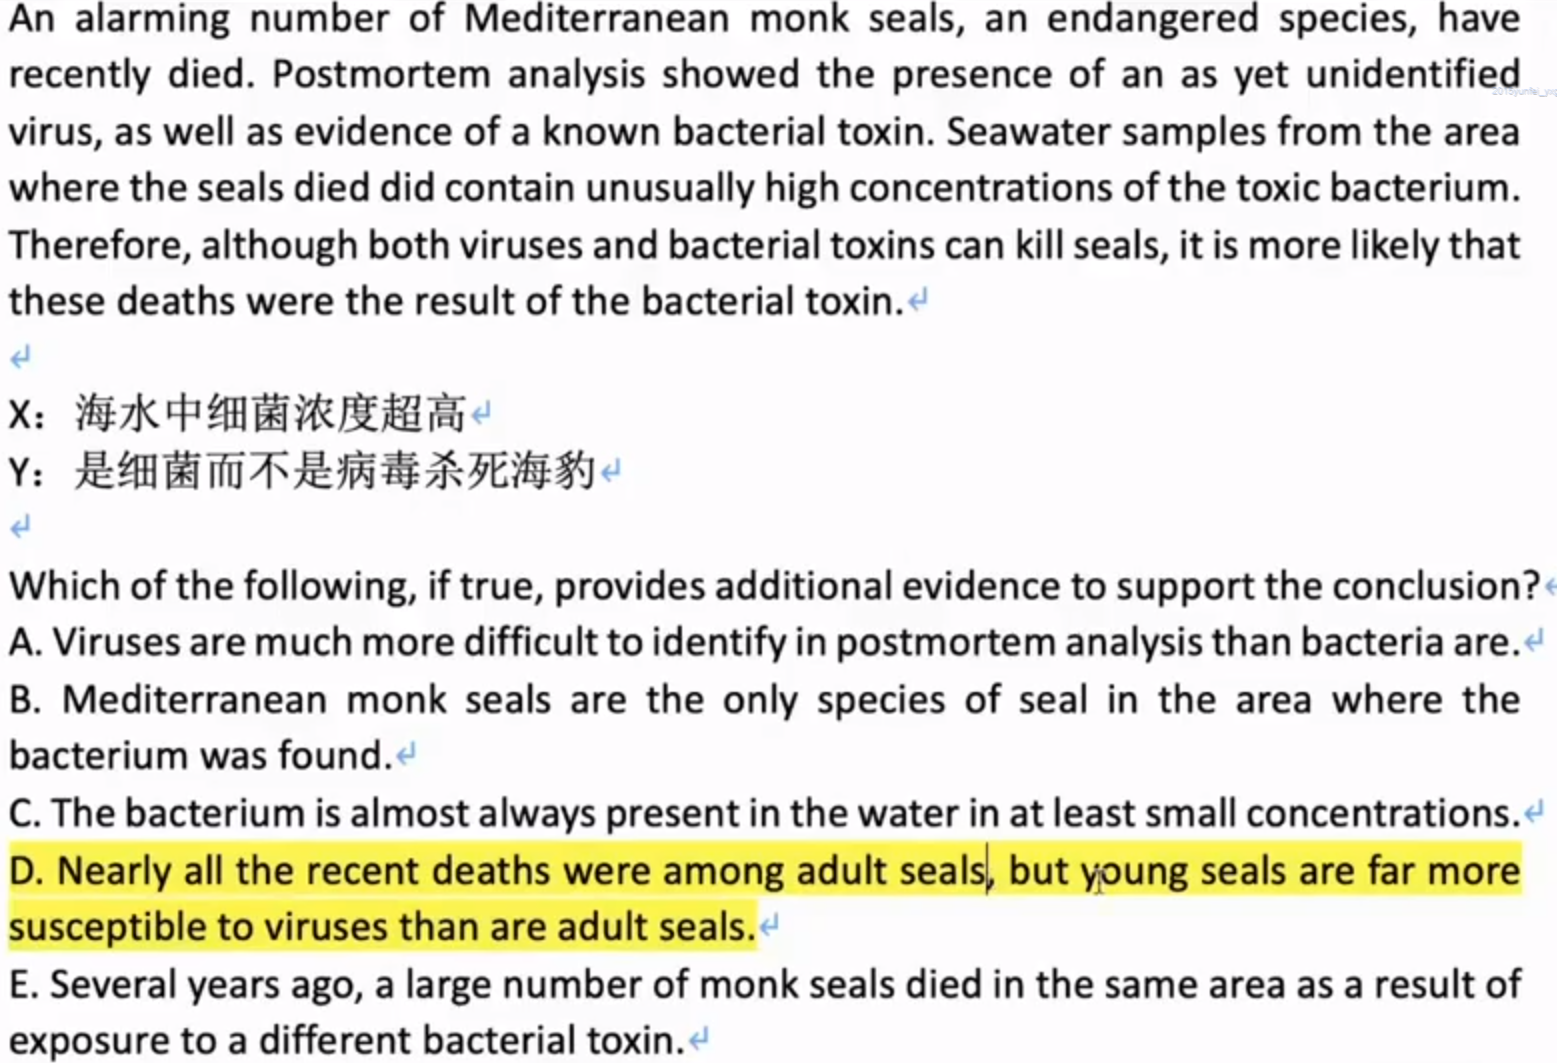 An alarming number of Mediterranean monk seals, an endangered species, have
recently died. Postmortem analysis showed the presence of an as yet unidentified
virus, as well as evidence of a known bacterial toxin. Seawater samples from the area
where the seals died did contain unusually high concentrations of the toxic bacterium.
Therefore, although both viruses and bacterial toxins can kill seals, it is more likely that
these deaths were the result of the bacterial toxin.
X：海水中细菌浓度超高
Y：是细菌而不是病毒杀死海豹
Which of the following, if true, provides additional evidence to support the conclusion?
A. Viruses are much more difficult to identify in postmortem analysis than bacteria are.
B. Mediterranean monk seals are the only species of seal in the area where the
bacterium was found.
C. The bacterium is almost always present in the water in at least small concentrations.
D. Nearly all the recent deaths were among adult seals, but young seals are far more
susceptible to viruses than are adult seals.
E. Several years ago, a large number of monk seals died in the same area as a result of
exposure to a different bacterial toxin.